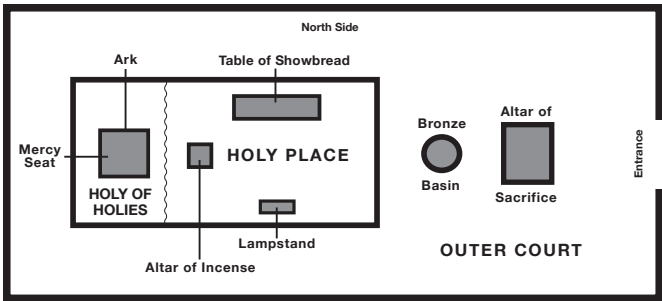 North Side
Ark
Table of Showbread
Mercy
Seat
HOLY PLACE
HOLY OF
HOLIES
Lampstand
Altar of Incense
Bronze
Basin
Altar of
Sacrifice
Entrance
OUTER COURT